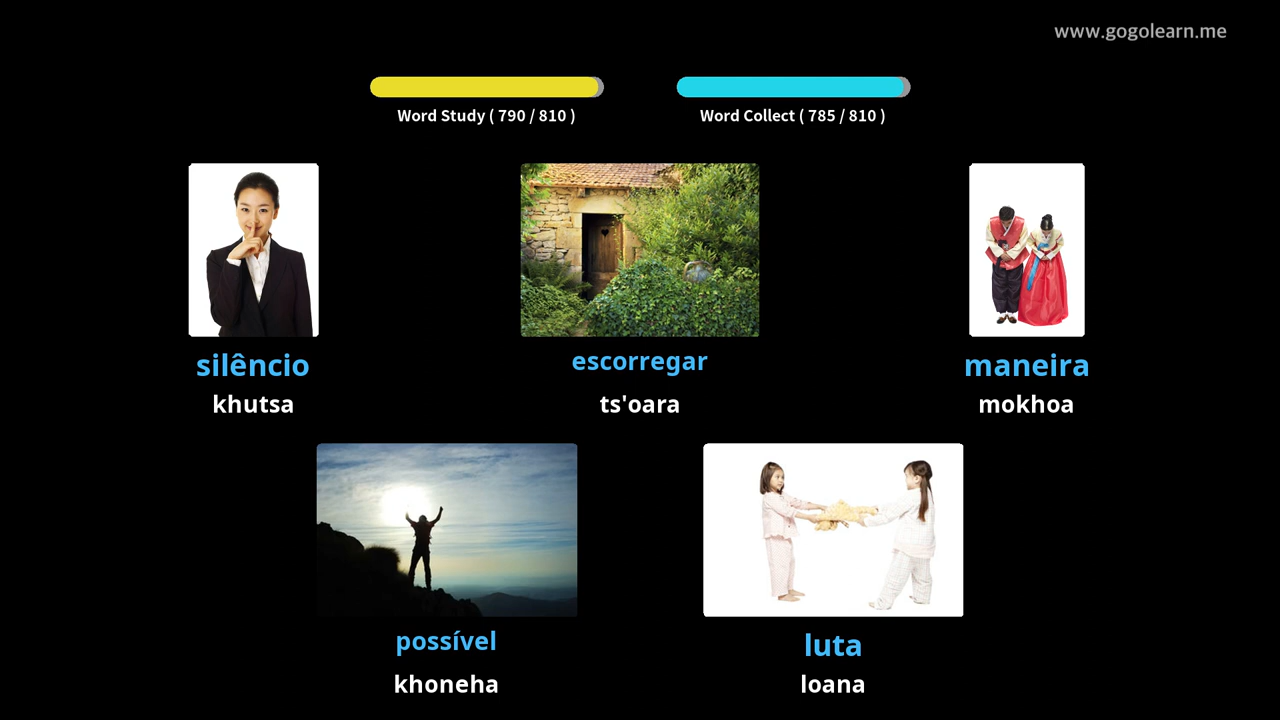 www.gogolearn.me
Word Study ( 790 / 810 )
Word Collect ( 785 / 810 )
silêncio
khutsa
escorregar
ts'oara
maneira
mokhoa
possível
khoneha
luta
loana